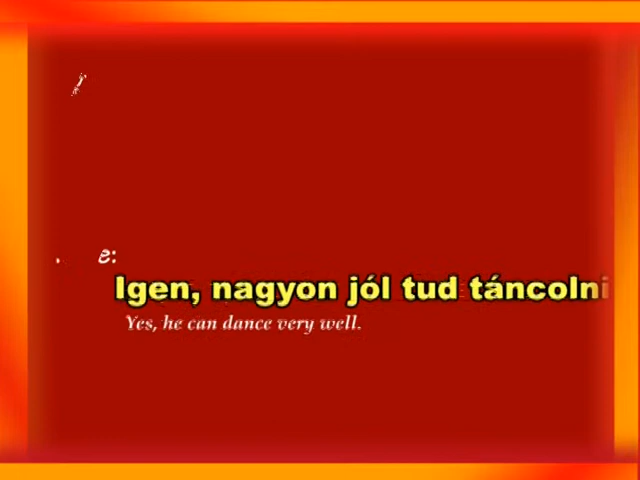 e:
Igen, nagyon jól tud táncolni
Yes, he can dance very well.